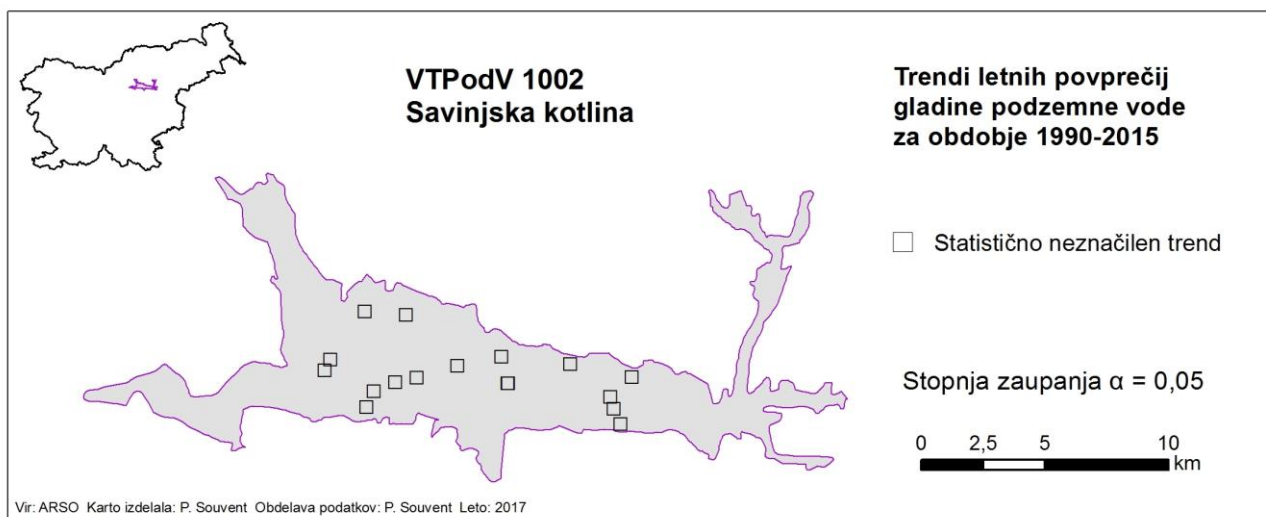 VTPodV 1002
Savinjska kotlina
Trendi letnih povprečij
gladine podzemne vode
za obdobje 1990-2015
Statistično neznačilen trend
Stopnja zaupanja α = 0,05
0 2,5 5 10
km
Vir: ARSO Karto izdelala: P. Souvent Obdelava podatkov: P. Souvent Leto: 2017